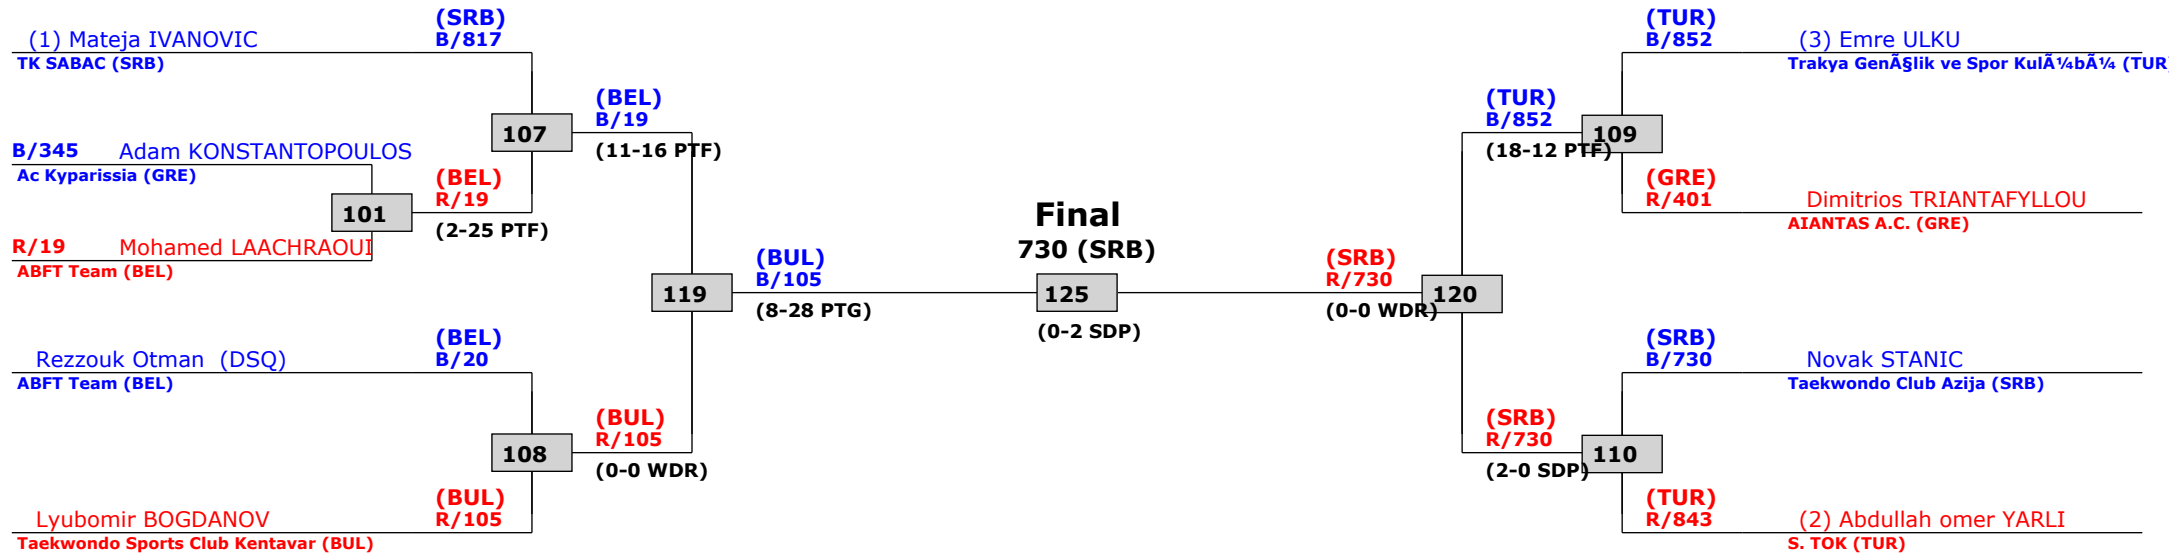 (SRB)
(1) Mateja IVANOVIC B/817
TK SABAC (SRB)
(BEL)
B/19
107
(11-16 PTF)
B/345 Adam KONSTANTOPOULOS
Ac Kyparissia (GRE)
(BEL)
R/19
101
(2-25 PTF)
R/19 Mohamed LAACHRAOUI
ABFT Team (BEL)
(BUL)
B/105
119
(8-28 PTG)
(BEL)
Rezzouk Otman (DSQ) B/20
ABFT Team (BEL)
(BUL)
R/105
108
(0-0 WDR)
(BUL)
Lyubomir BOGDANOV R/105
Taekwondo Sports Club Kentavar (BUL)
Final
730 (SRB)
125
(0-2 SDP)
(TUR)
B/852 (3) Emre ULKU
Trakya GenÃ§lik ve Spor KulÃ¼bÃ¼ (TUR
(TUR)
B/852
109
(18-12 PTF)
(GRE)
R/401 Dimitrios TRIANTAFYLLOU
AIANTAS A.C. (GRE)
(SRB)
R/730
120
(0-0 WDR)
(SRB)
B/730 Novak STANIC
Taekwondo Club Azija (SRB)
(SRB)
R/730
110
(2-0 SDP)
(TUR)
R/843 (2) Abdullah omer YARLI
S. TOK (TUR)